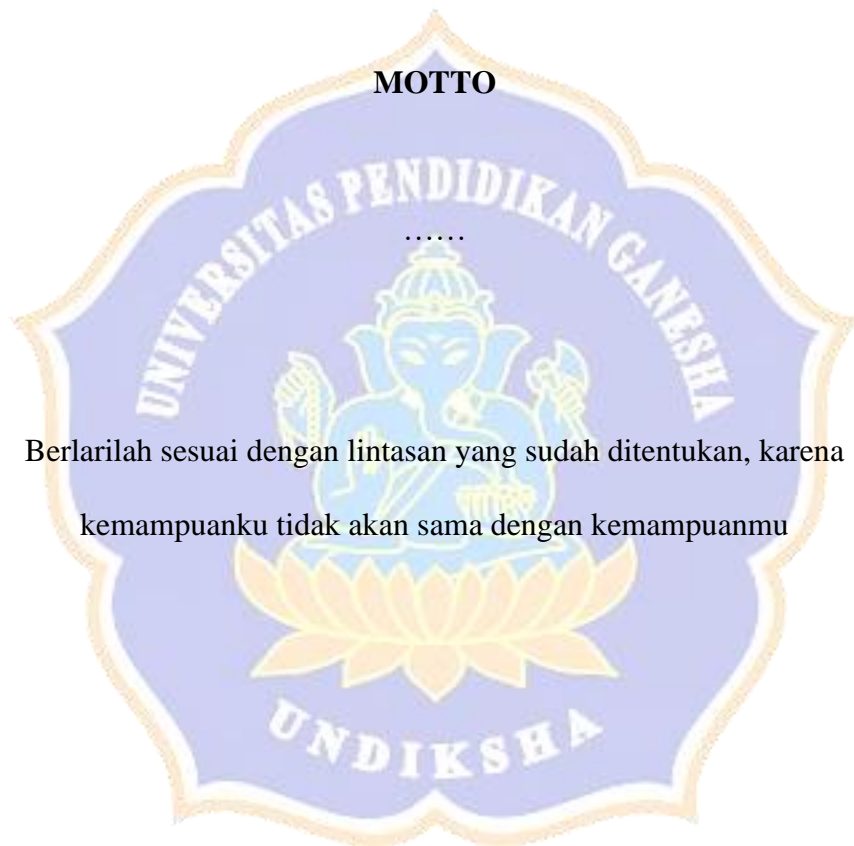 MOTTO
UNIVERSITAS PENDIDIKAN GANESHA
......
Berlarilah sesuai dengan lintasan yang sudah ditentukan, karena
kemampuanku tidak akan sama dengan kemampuanmu
UNDIKSHA